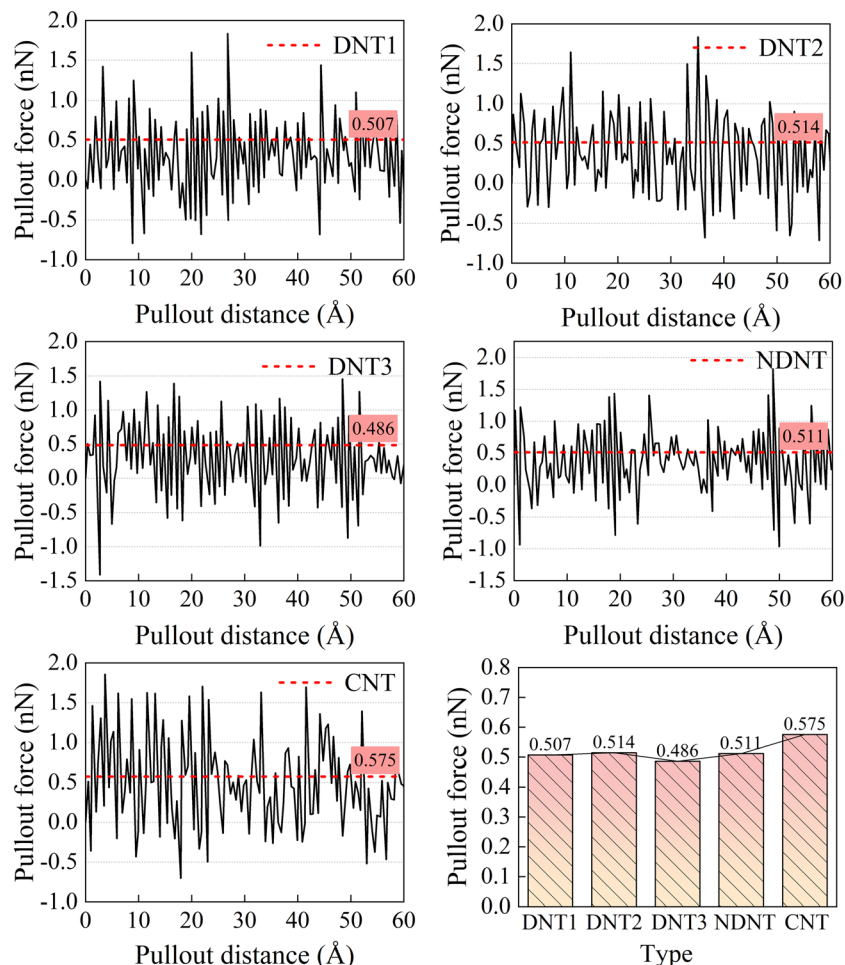 2.0
1.5
1.0
0.5
0.0
-0.5
-1.0
Pullout force (nN)
DNT1
0.507
0 10 20 30 40 50 60
Pullout distance (Å)
2.0
1.5
1.0
0.5
0.0
-0.5
-1.0
Pullout force (nN)
DNT2
0.514
0 10 20 30 40 50 60
Pullout distance (Å)
2.0
1.5
1.0
0.5
0.0
-0.5
-1.0
-1.5
Pullout force (nN)
DNT3
0.486
0 10 20 30 40 50 60
Pullout distance (Å)
2.0
1.5
1.0
0.5
0.0
-0.5
-1.0
-1.5
Pullout force (nN)
NDNT
0.511
0 10 20 30 40 50 60
Pullout distance (Å)
2.0
1.5
1.0
0.5
0.0
-0.5
-1.0
Pullout force (nN)
CNT
0.575
0 10 20 30 40 50 60
Pullout distance (Å)
0.8
0.7
0.6
0.5
0.4
0.3
0.2
0.1
0.0
Pullout force (nN)
0.507 0.514 0.486 0.511 0.575
DNT1 DNT2 DNT3 NDNT CNT
Type